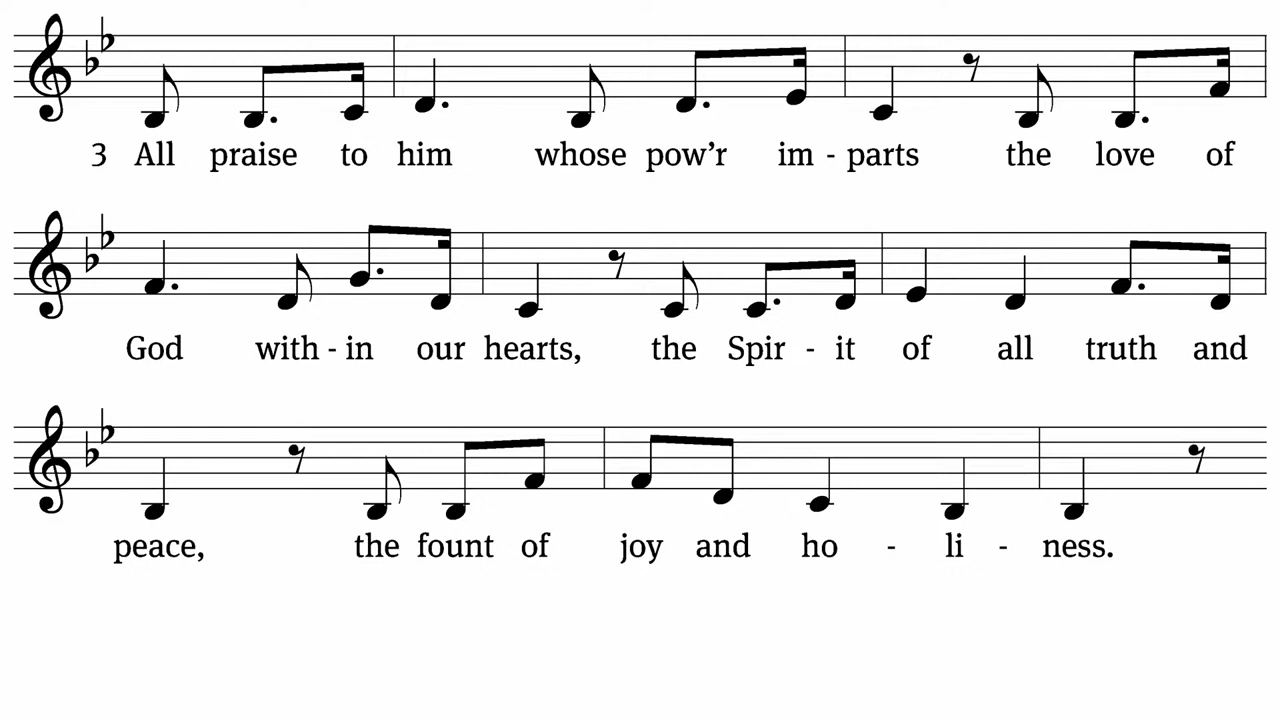 3 All praise to him whose pow’r im - parts the love of
God with - in our hearts, the Spir - it of all truth and
peace, the fount of joy and ho - li - ness.